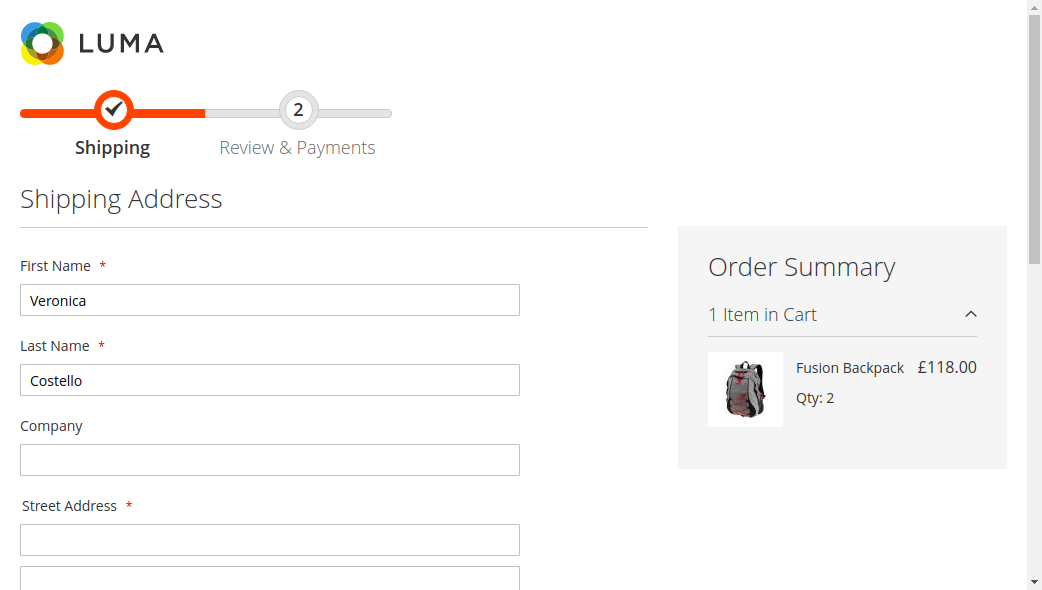 LUMA
2
Shipping
Review & Payments
Shipping Address
First Name *
Veronica
Last Name *
Costello
Company
Street Address *
Order Summary
1 Item in Cart
Fusion Backpack £118.00
Qty: 2